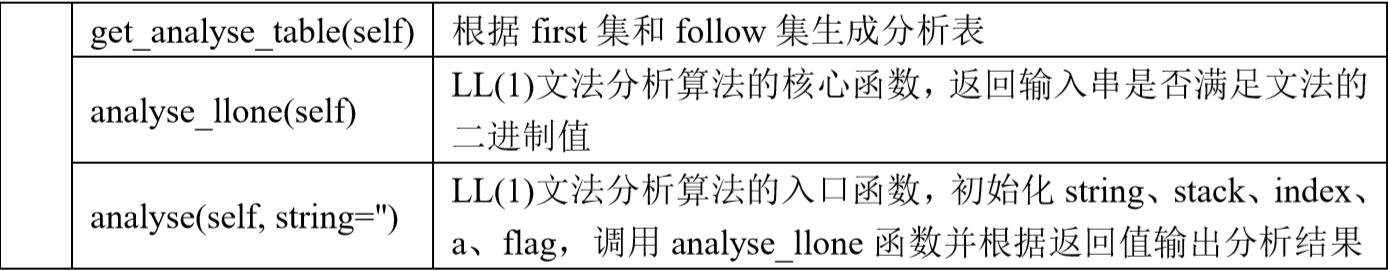 get_analyse_table(self) 根据 first 集和 follow 集生成分析表
analyse_llone(self) LL(1)文法分析算法的核心函数，返回输入串是否满足文法的
二进制值
analyse(self, string='') LL(1)文法分析算法的入口函数，初始化 string、stack、index、
a、flag，调用 analyse_llone 函数并根据返回值输出分析结果